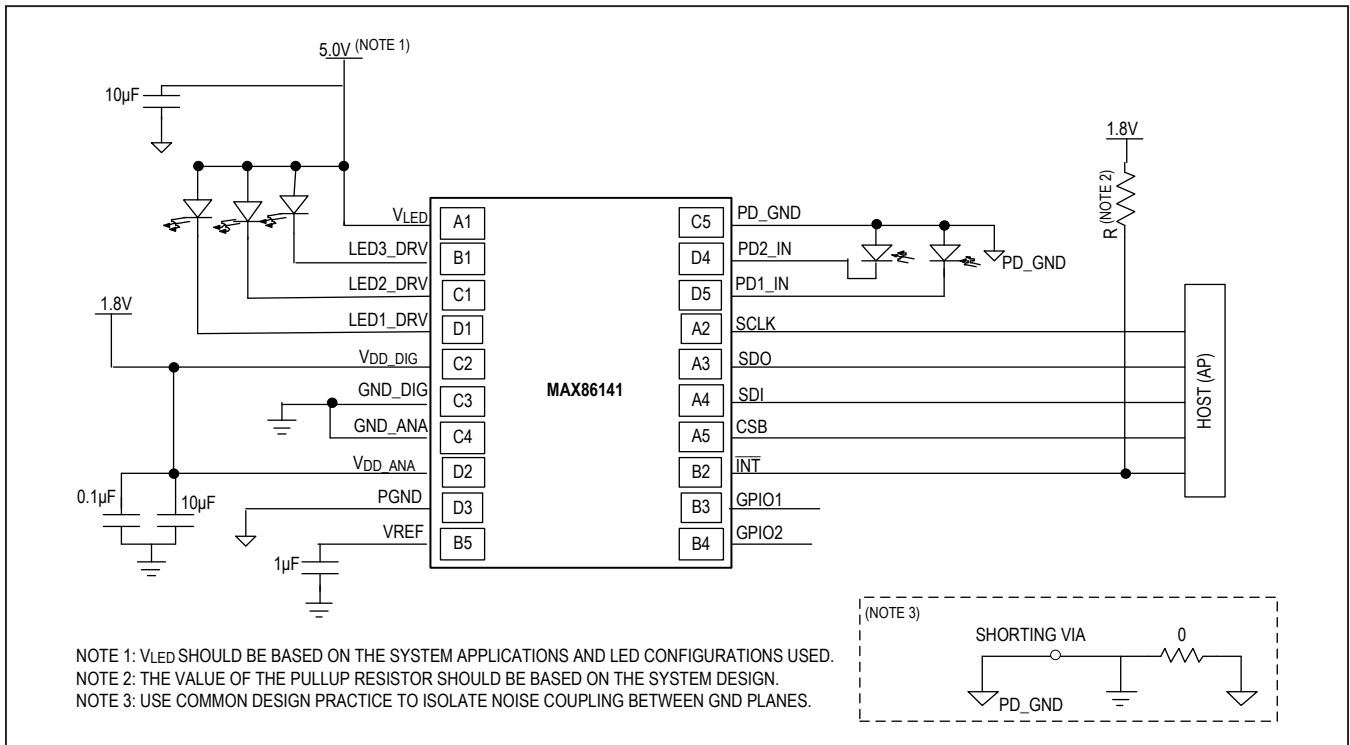 5.0V (NOTE 1)
10µF
1.8V
R (NOTE 2)
VLED A1
LED3_DRV B1
LED2_DRV C1
LED1_DRV D1
1.8V
VDD_DIG C2
GND_DIG C3
GND_ANA C4
VDD_ANA D2
PGND D3
VREF B5
0.1µF
10µF
1µF
MAX86141
C5 PD_GND
D4 PD2_IN
D5 PD1_IN
PD_GND
A2 SCLK
A3 SDO
A4 SDI
A5 CSB
B2 INT
B3 GPIO1
B4 GPIO2
HOST (AP)
(NOTE 3)
SHORTING VIA
0
PD_GND
NOTE 1: VLED SHOULD BE BASED ON THE SYSTEM APPLICATIONS AND LED CONFIGURATIONS USED.
NOTE 2: THE VALUE OF THE PULLUP RESISTOR SHOULD BE BASED ON THE SYSTEM DESIGN.
NOTE 3: USE COMMON DESIGN PRACTICE TO ISOLATE NOISE COUPLING BETWEEN GND PLANES.